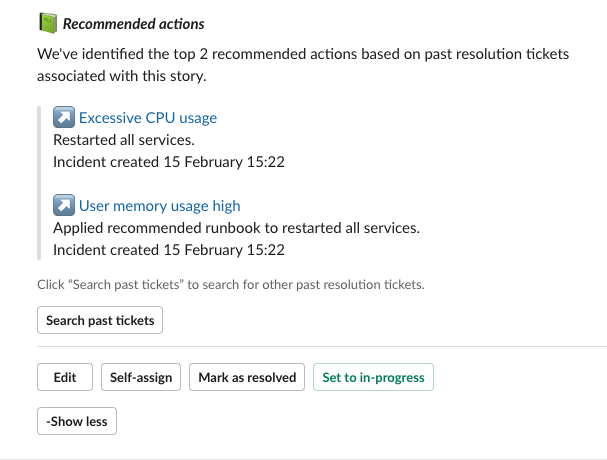 Recommended actions
We've identified the top 2 recommended actions based on past resolution tickets
associated with this story.
Excessive CPU usage
Restarted all services.
Incident created 15 February 15:22
User memory usage high
Applied recommended runbook to restarted all services.
Incident created 15 February 15:22
Click “Search past tickets” to search for other past resolution tickets.
Search past tickets
Edit Self-assign Mark as resolved Set to in-progress
-Show less